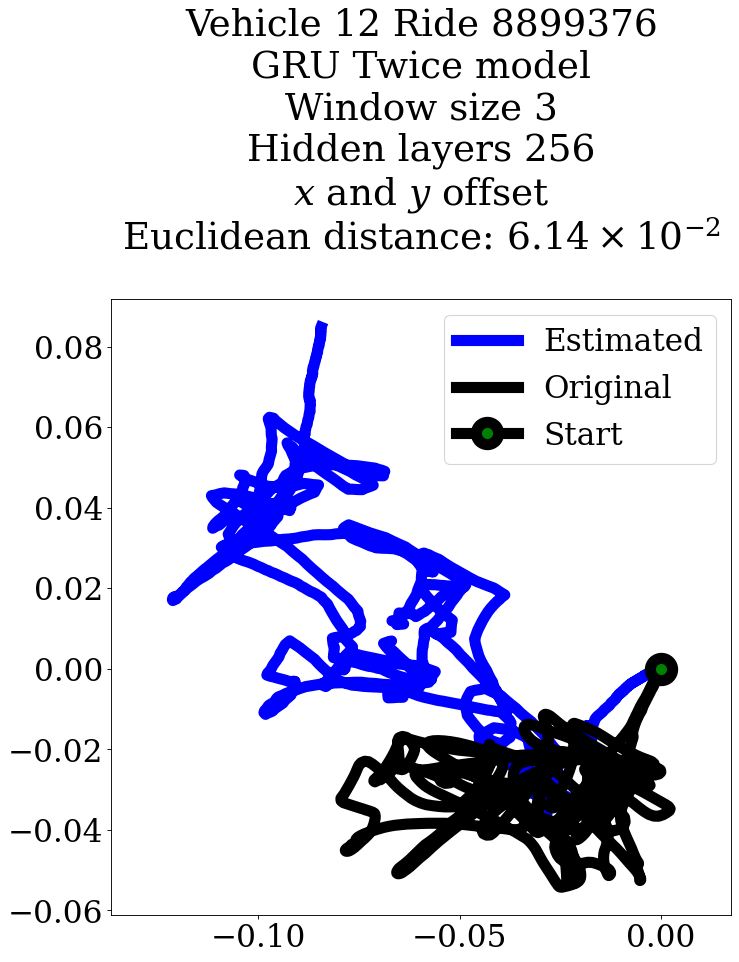 Vehicle 12 Ride 8899376
GRU Twice model
Window size 3
Hidden layers 256
x and y offset
Euclidean distance: 6.14 × 10⁻²
Estimated
Original
Start
0.08
0.06
0.04
0.02
0.00
−0.02
−0.04
−0.06
−0.10
−0.05
0.00